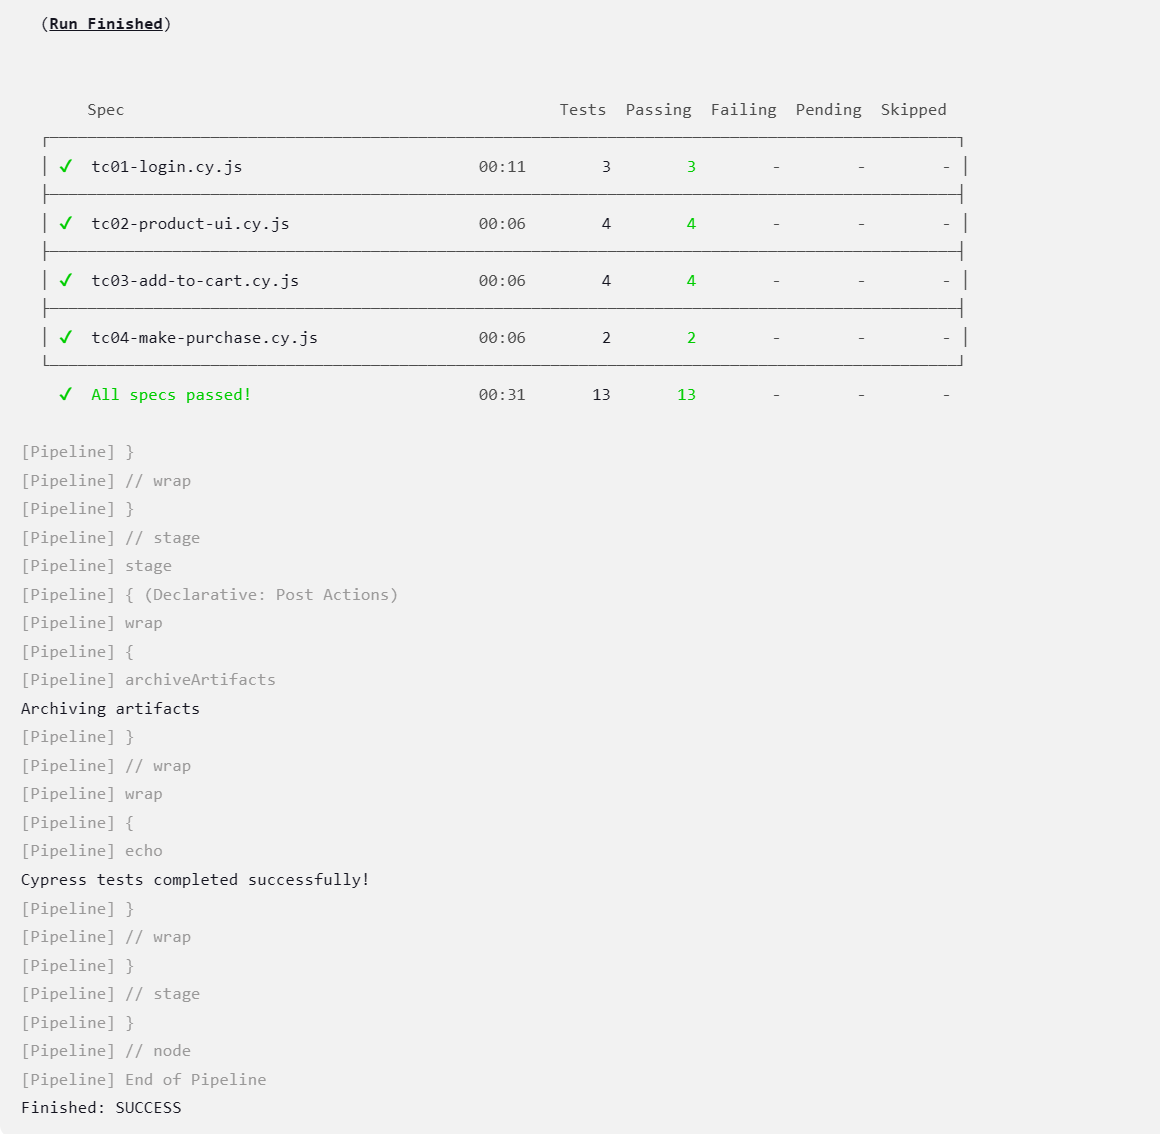 (Run Finished)
Spec Tests Passing Failing Pending Skipped
✓ tc01-login.cy.js 00:11 3 3 - - -
✓ tc02-product-ui.cy.js 00:06 4 4 - - -
✓ tc03-add-to-cart.cy.js 00:06 4 4 - - -
✓ tc04-make-purchase.cy.js 00:06 2 2 - - -
✓ All specs passed! 00:31 13 13 - - -
[Pipeline] }
[Pipeline] // wrap
[Pipeline] }
[Pipeline] // stage
[Pipeline] stage
[Pipeline] { (Declarative: Post Actions)
[Pipeline] wrap
[Pipeline] {
[Pipeline] archiveArtifacts
Archiving artifacts
[Pipeline] }
[Pipeline] // wrap
[Pipeline] wrap
[Pipeline] {
[Pipeline] echo
Cypress tests completed successfully!
[Pipeline] }
[Pipeline] // wrap
[Pipeline] }
[Pipeline] // stage
[Pipeline] }
[Pipeline] // node
[Pipeline] End of Pipeline
Finished: SUCCESS